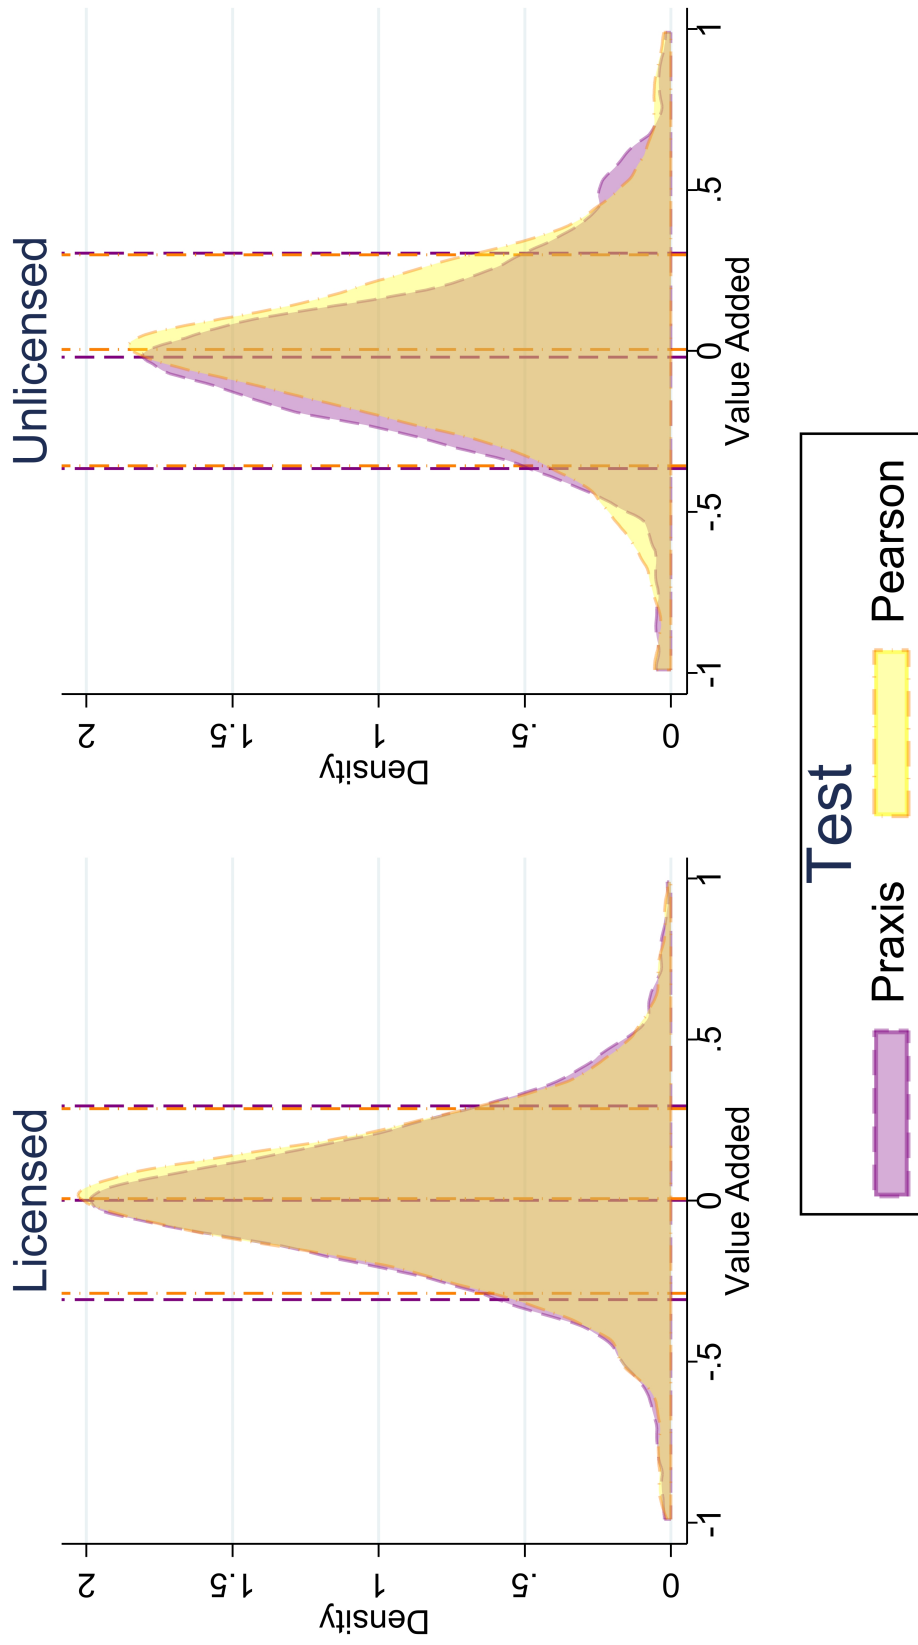 Licensed
Density
0
.5
1
1.5
2
-1
-.5
0
.5
1
Value Added
Unlicensed
Density
0
.5
1
1.5
2
-1
-.5
0
.5
1
Value Added
Test
Praxis Pearson